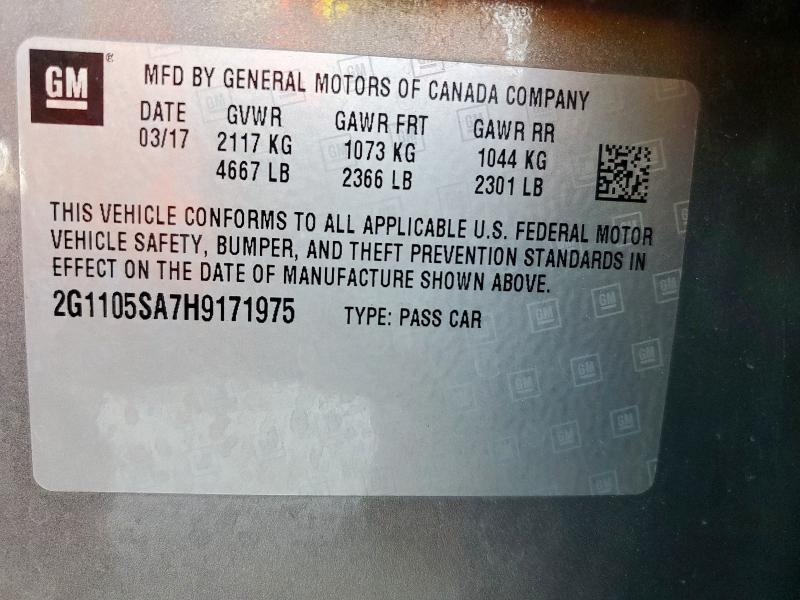 GM®
MFD BY GENERAL MOTORS OF CANADA COMPANY
DATE GVWR GAWR FRT GAWR RR
03/17 2117 KG 1073 KG 1044 KG
4667 LB 2366 LB 2301 LB
THIS VEHICLE CONFORMS TO ALL APPLICABLE U.S. FEDERAL MOTOR
VEHICLE SAFETY, BUMPER, AND THEFT PREVENTION STANDARDS IN
EFFECT ON THE DATE OF MANUFACTURE SHOWN ABOVE.
2G1105SA7H9171975 TYPE: PASS CAR